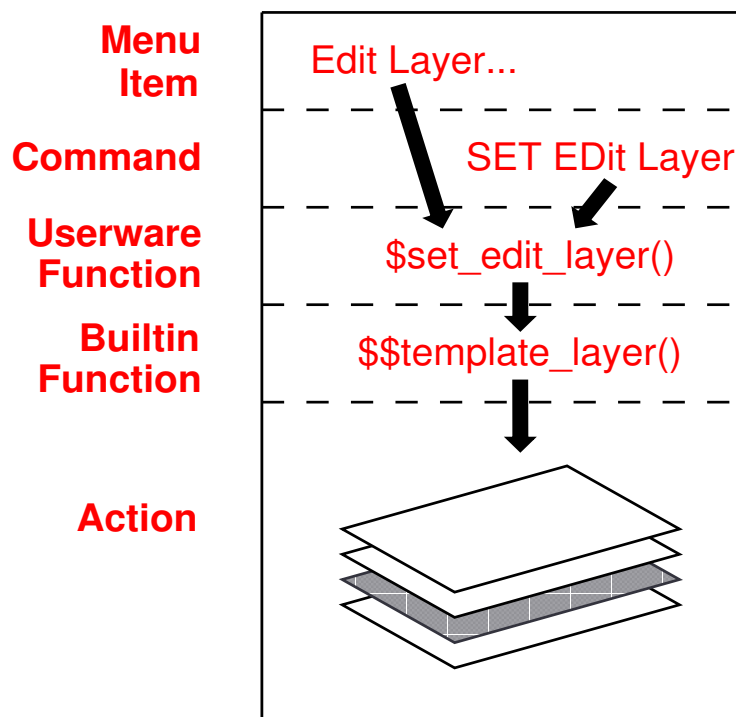 Menu
Item
Edit Layer...
Command
SET EDit Layer
Userware
Function
$set_edit_layer()
Builtin
Function
$$template_layer()
Action